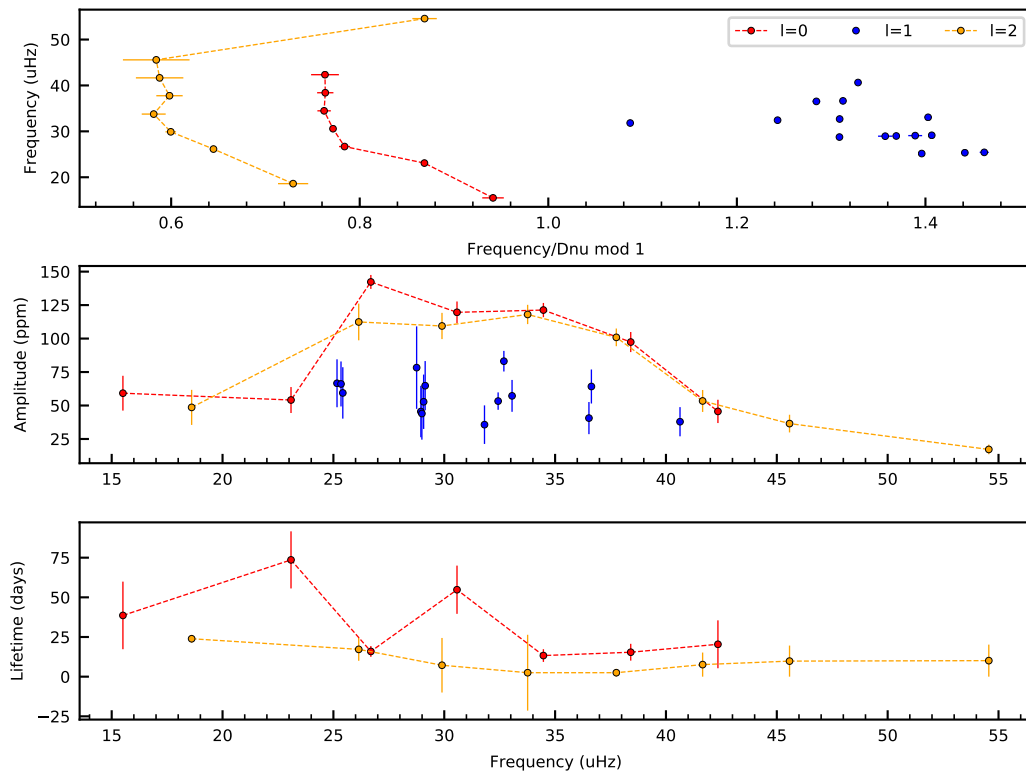 l=0 l=1 l=2
50
40
30
20
Frequency (uHz)
0.6 0.8 1.0 1.2 1.4
Frequency/Dnu mod 1
150
125
100
75
50
25
Amplitude (ppm)
15 20 25 30 35 40 45 50 55
75
50
25
0
−25
Lifetime (days)
15 20 25 30 35 40 45 50 55
Frequency (uHz)